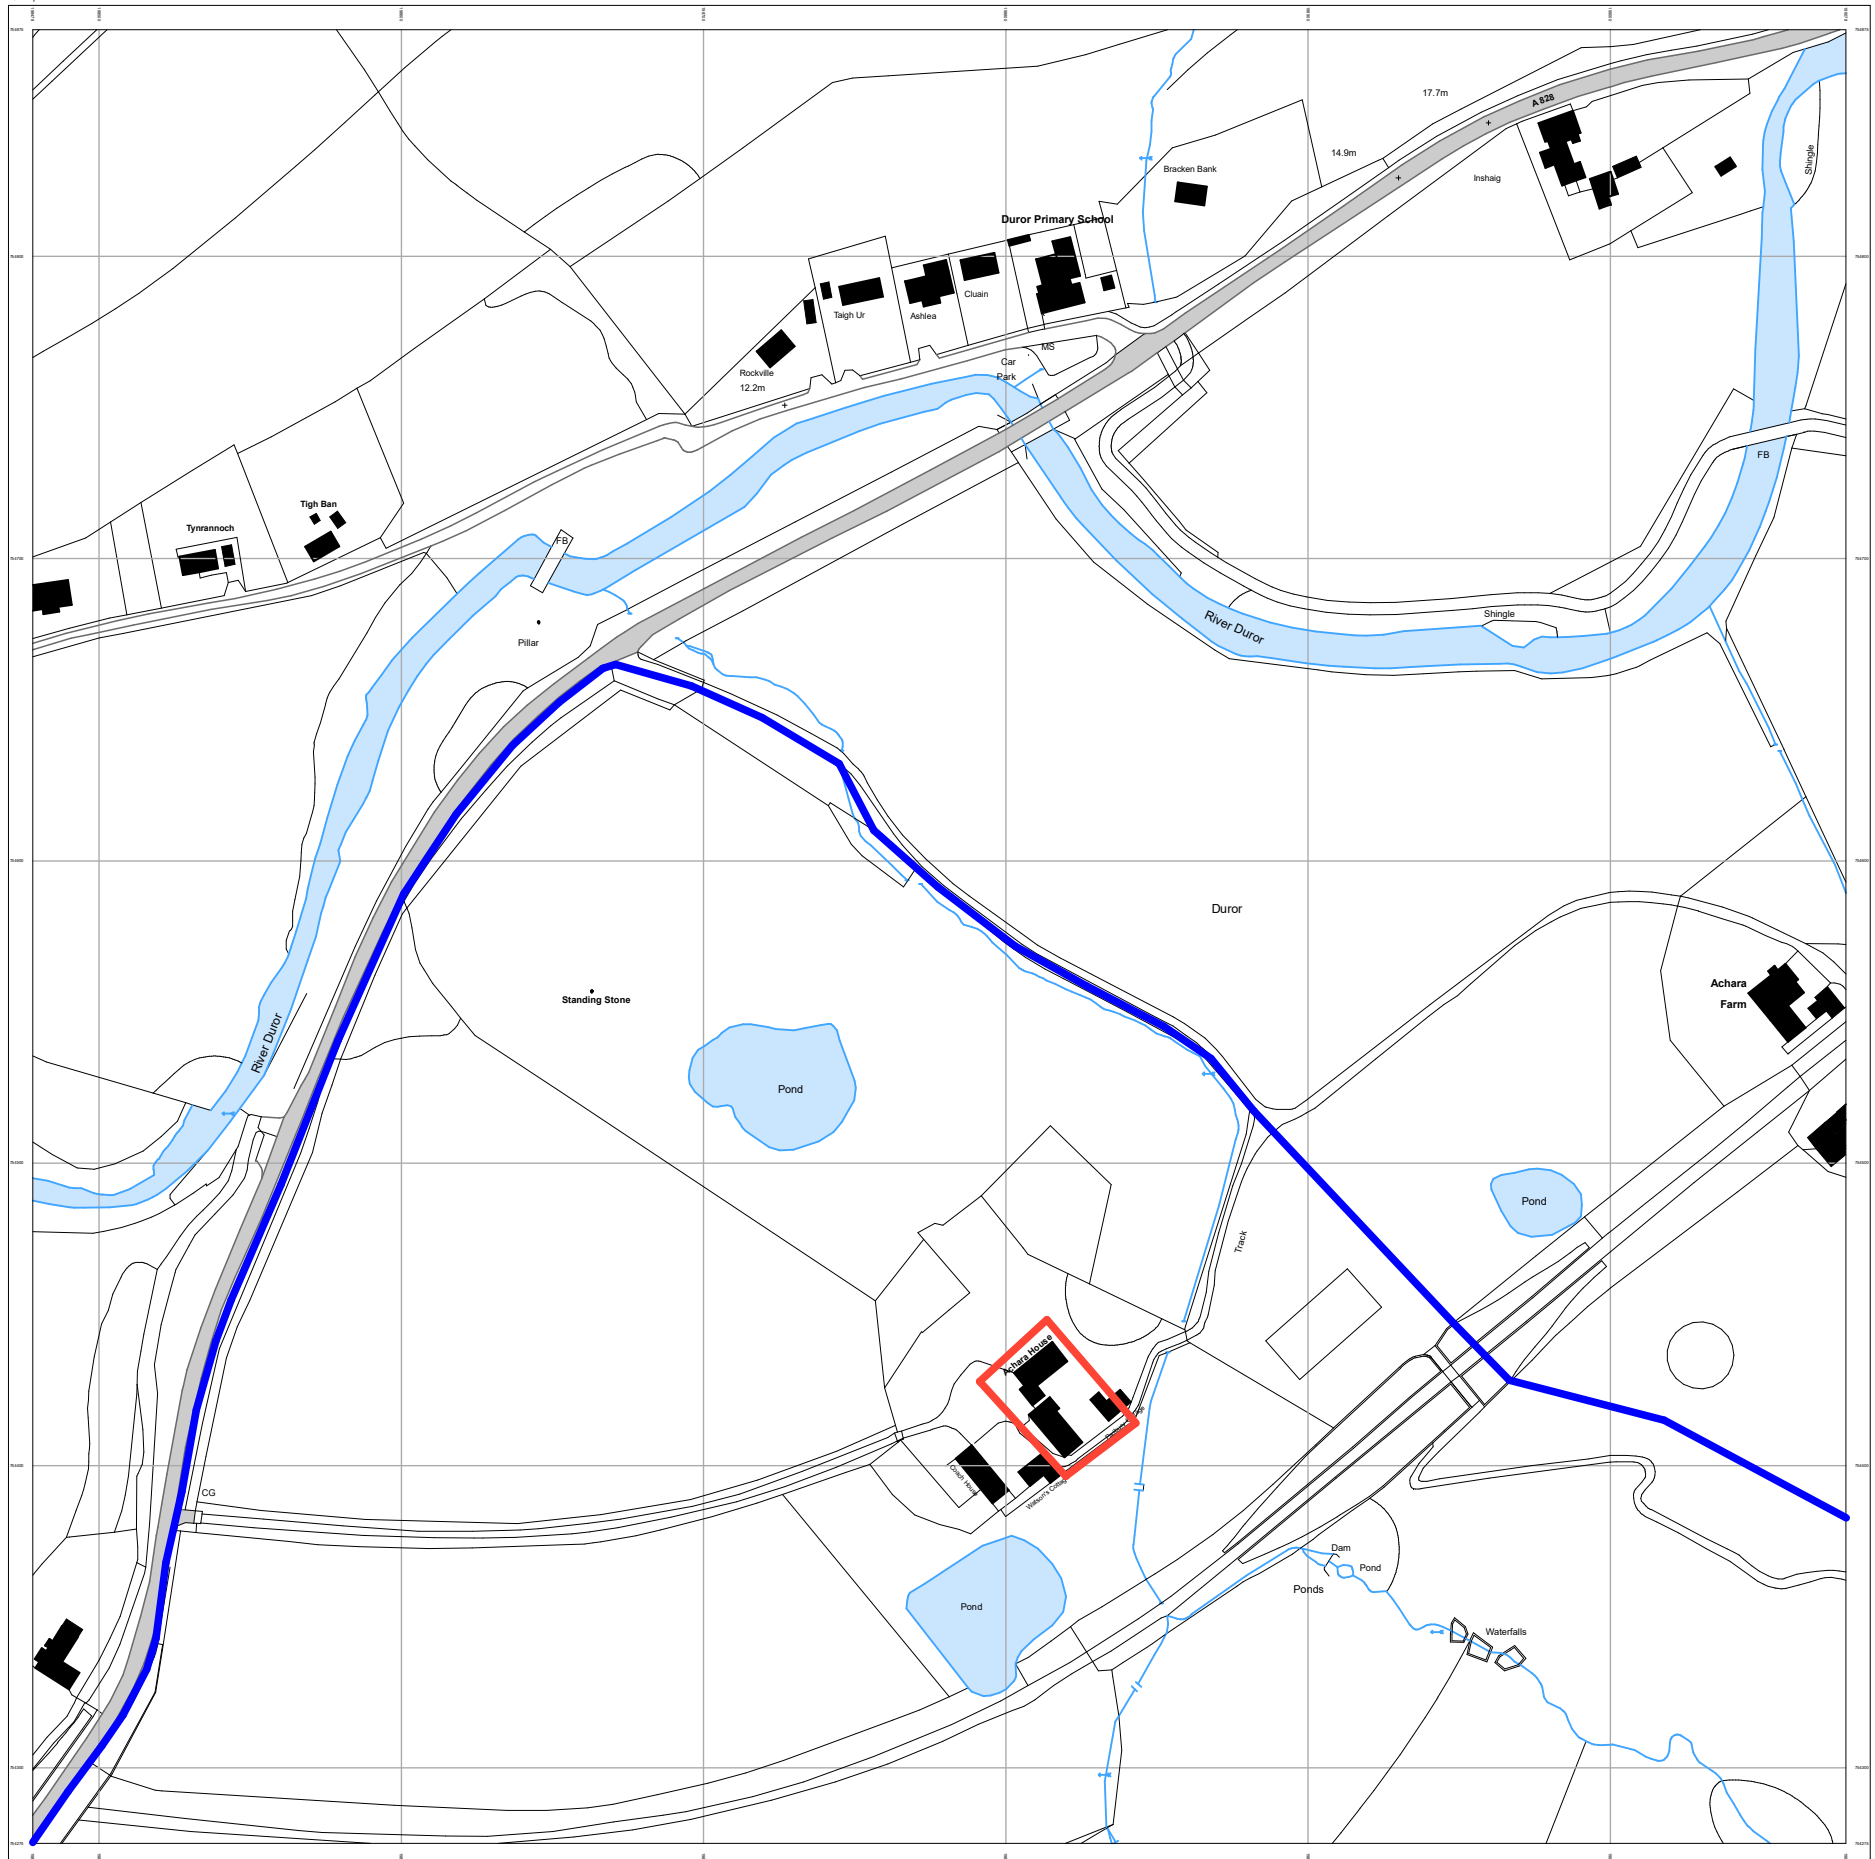 17.7m
A 828
14.9m
Inshaig
Shingle
Bracken Bank
Duror Primary School
Cluain
Taigh Ur
Ashlea
MS
Car
Park
Rockville
12.2m
FB
Tigh Ban
Tynrannoch
FB
Shingle
River Duror
Pillar
Duror
Achara
Farm
Standing Stone
River Duror
Pond
Pond
Track
Achara House
Coach House
CG
Dam
Pond
Ponds
Pond
Waterfalls